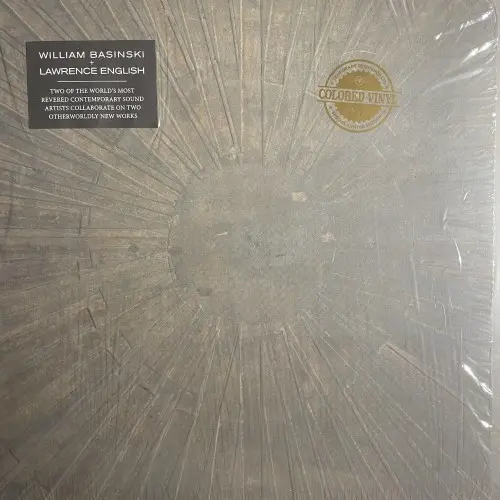 WILLIAM BASINSKI
+
LAWRENCE ENGLISH
TWO OF THE WORLD'S MOST
REVERED CONTEMPORARY SOUND
ARTISTS COLLABORATE ON TWO
OTHERWORLDLY NEW WORKS
COLORED VINYL